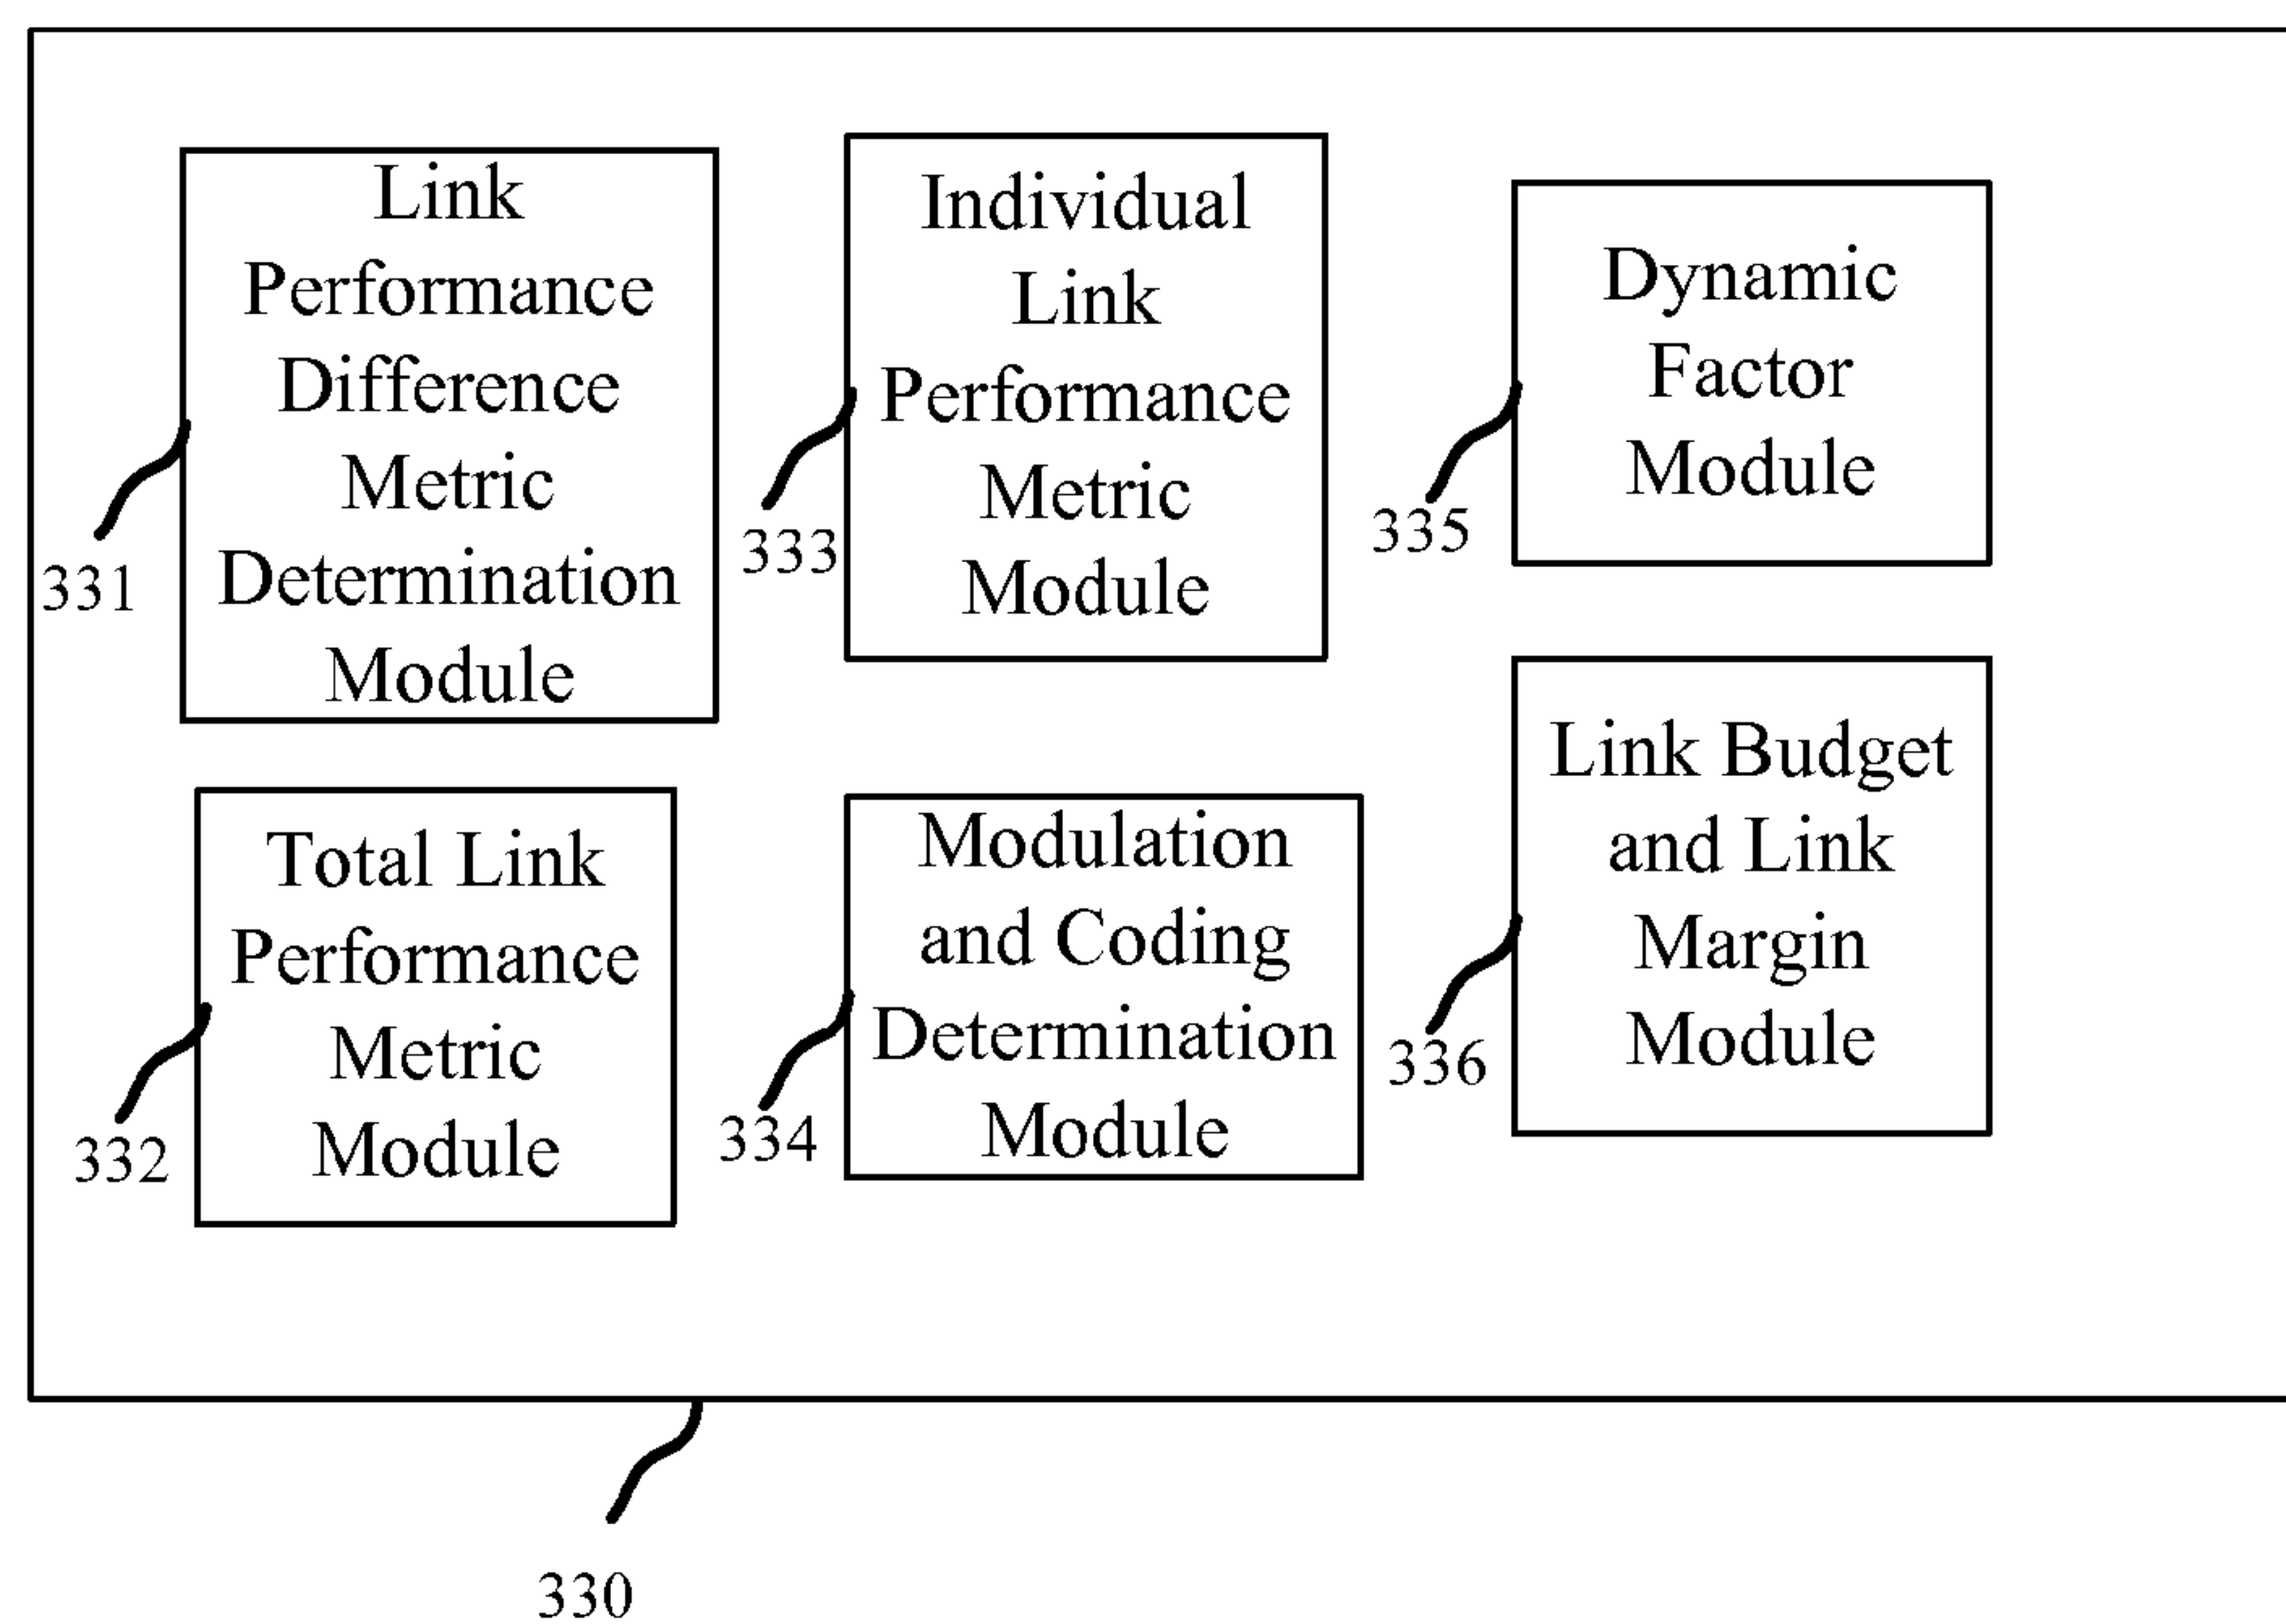 Link
Performance
Difference
Metric
Determination
Module
331
Total Link
Performance
Metric
Module
332
Individual
Link
Performance
Metric
Module
333
Modulation
and Coding
Determination
Module
334
Dynamic
Factor
Module
335
Link Budget
and Link
Margin
Module
336
330